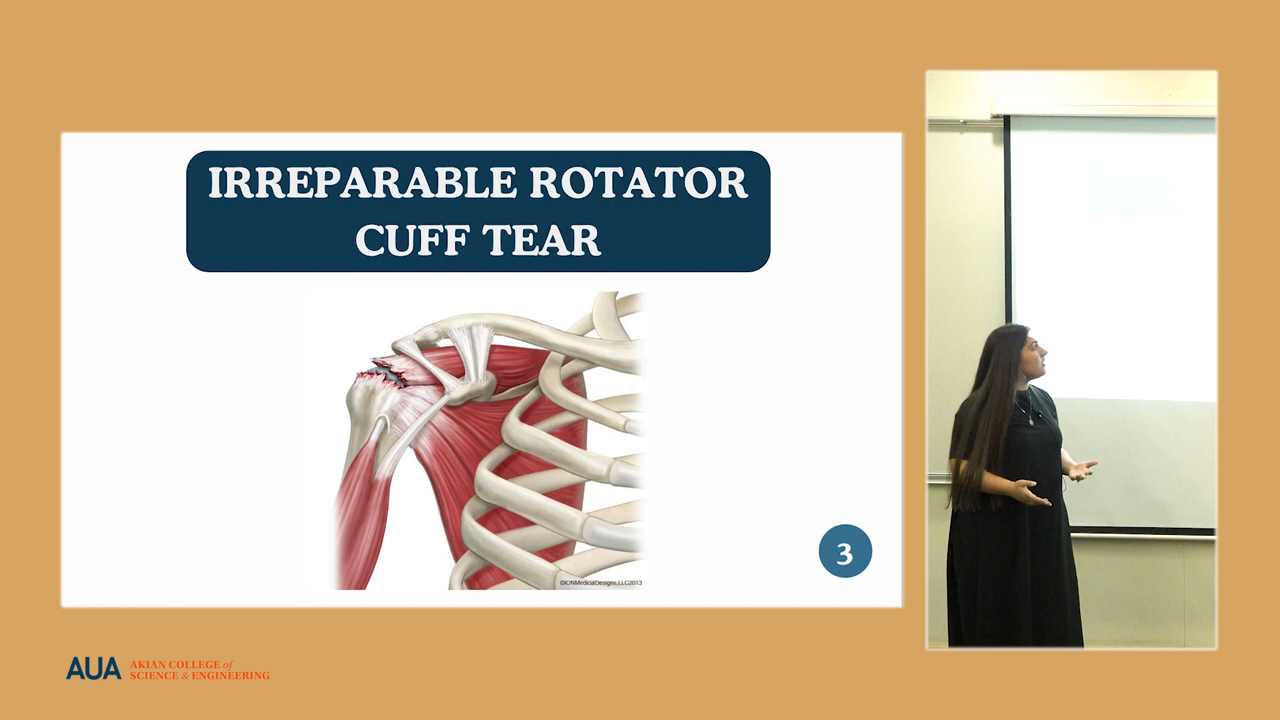 IRREPARABLE ROTATOR
CUFF TEAR
©IONMedicalDesigns,LLC2013
3
AUA AKIAN COLLEGE of
SCIENCE & ENGINEERING